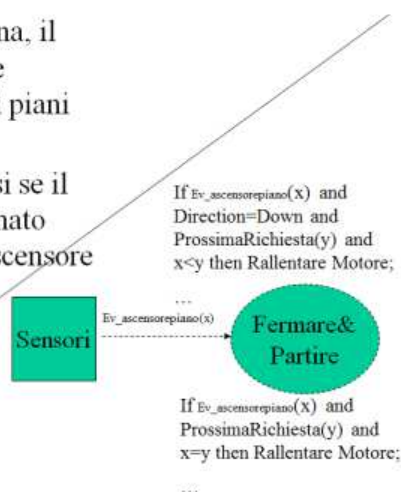 na, il
e
piani
si se il
nato
scensore
If Ev_ascensorepiano(x) and
Direction=Down and
ProssimaRichiesta(y) and
x<y then Rallentare Motore;
...
Sensori
Ev_ascensorepiano(x)
Fermare&
Partire
If Ev_ascensorepiano(x) and
ProssimaRichiesta(y) and
x=y then Rallentare Motore;
...